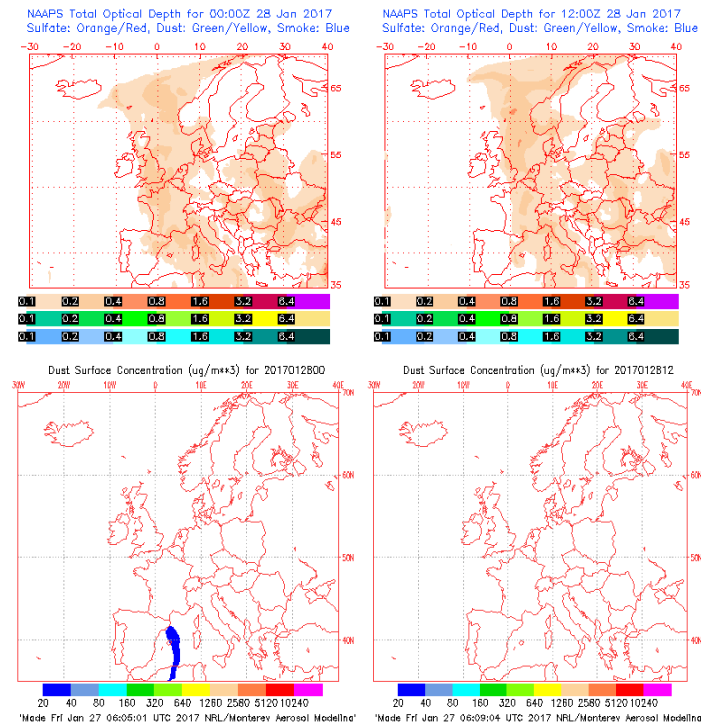 NAAPS Total Optical Depth for 00:00Z 28 Jan 2017
Sulfate: Orange/Red, Dust: Green/Yellow, Smoke: Blue
-30 -20 -10 0 10 20 30 40
65
55
45
35
0.1 0.2 0.4 0.8 1.6 3.2 6.4
0.1 0.2 0.4 0.8 1.6 3.2 6.4
0.1 0.2 0.4 0.8 1.6 3.2 6.4
NAAPS Total Optical Depth for 12:00Z 28 Jan 2017
Sulfate: Orange/Red, Dust: Green/Yellow, Smoke: Blue
-30 -20 -10 0 10 20 30 40
65
55
45
35
0.1 0.2 0.4 0.8 1.6 3.2 6.4
0.1 0.2 0.4 0.8 1.6 3.2 6.4
0.1 0.2 0.4 0.8 1.6 3.2 6.4
Dust Surface Concentration (ug/m**3) for 2017012800
30W 20W 10W 0 10E 20E 30E 40E
70N
60N
50N
40N
20 40 80 160 320 640 1280 2560 5120 10240
'Made Fri Jan 27 06:05:01 UTC 2017 NRL/Monterey Aerosol Modeling'
Dust Surface Concentration (ug/m**3) for 2017012812
30W 20W 10W 0 10E 20E 30E 40E
70N
60N
50N
40N
20 40 80 160 320 640 1280 2560 5120 10240
'Made Fri Jan 27 06:09:04 UTC 2017 NRL/Monterey Aerosol Modeling'